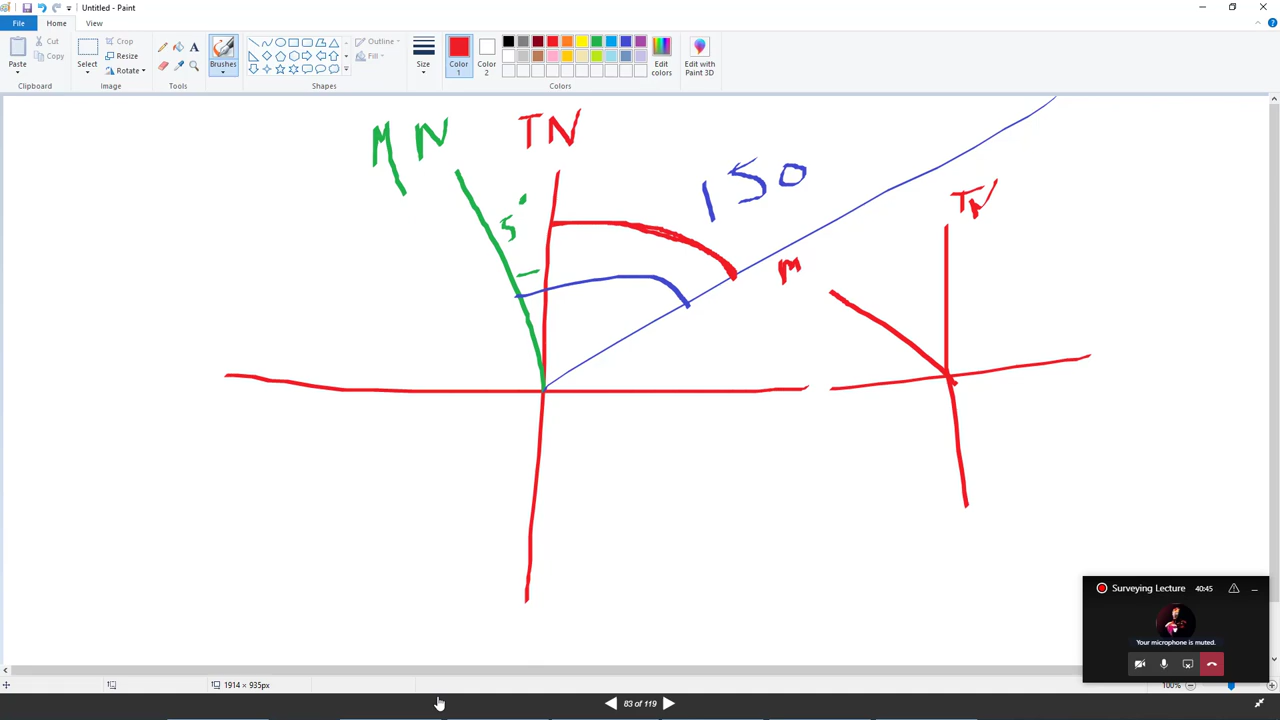 Untitled - Paint
File Home View
Paste
Cut
Copy
Clipboard
Select
Crop
Resize
Rotate
Image
Tools
Brushes
Outline
Fill
Shapes
Size
Color 1
Color 2
Edit colors
Colors
Edit with Paint 3D
MN
TN
5°
150
TN
m
Surveying Lecture 40:45
Your microphone is muted.
1914 × 935px
100%
83 of 119